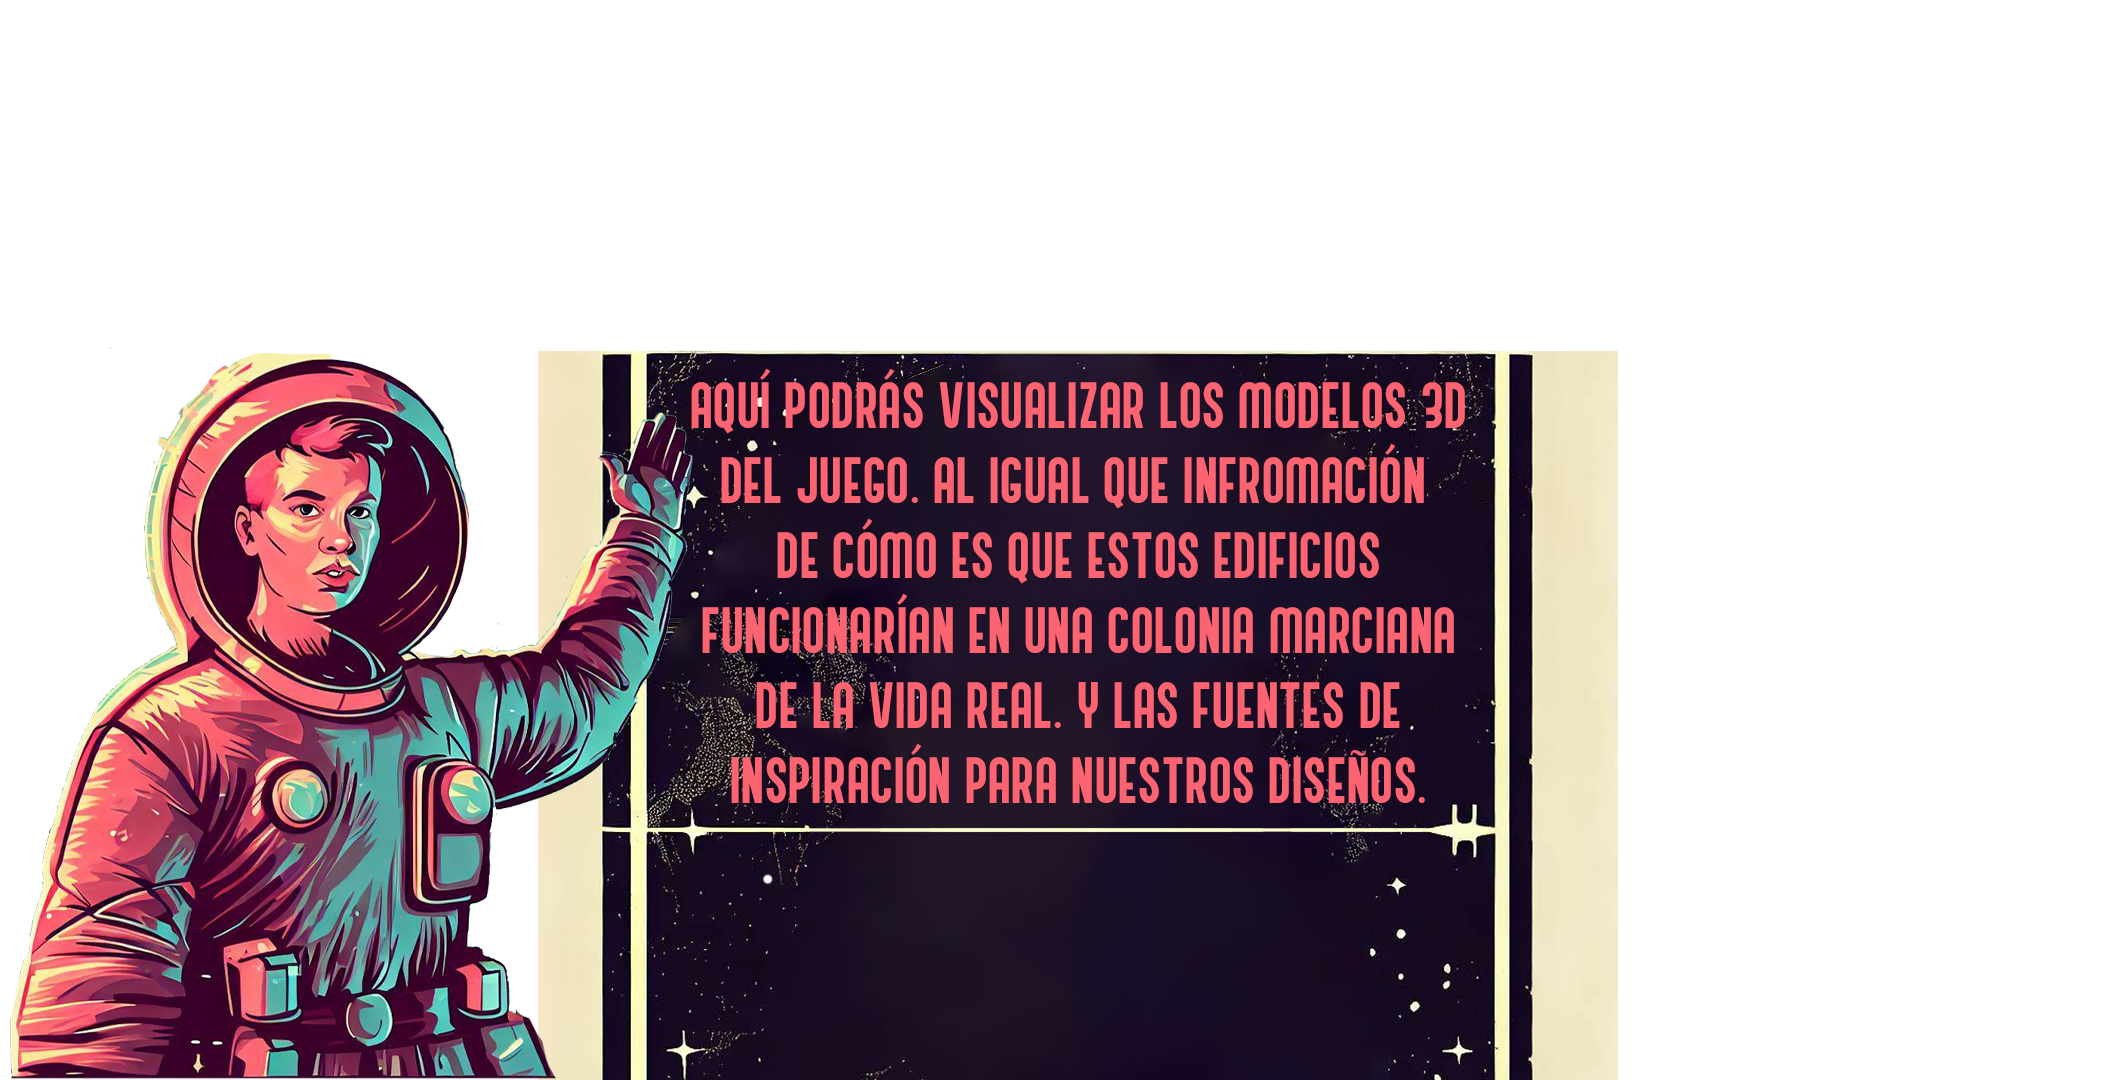 AQUÍ PODRÁS VISUALIZAR LOS MODELOS 3D
DEL JUEGO. AL IGUAL QUE INFROMACIÓN
DE CÓMO ES QUE ESTOS EDIFICIOS
FUNCIONARÍAN EN UNA COLONIA MARCIANA
DE LA VIDA REAL. Y LAS FUENTES DE
INSPIRACIÓN PARA NUESTROS DISEÑOS.